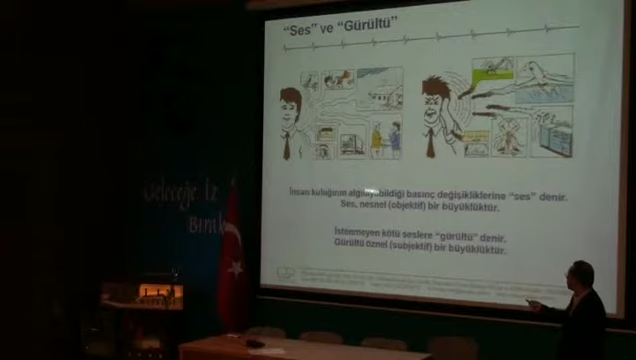 “Ses” ve “Gürültü”
İnsan kulağının algılayabildiği basınç değişikliklerine “ses” denir.
Ses, nesnel (objektif) bir büyüklüktür.
İstenmeyen kötü seslere “gürültü” denir.
Gürültü öznel (subjektif) bir büyüklüktür.
Geleceğe İz
Bırak